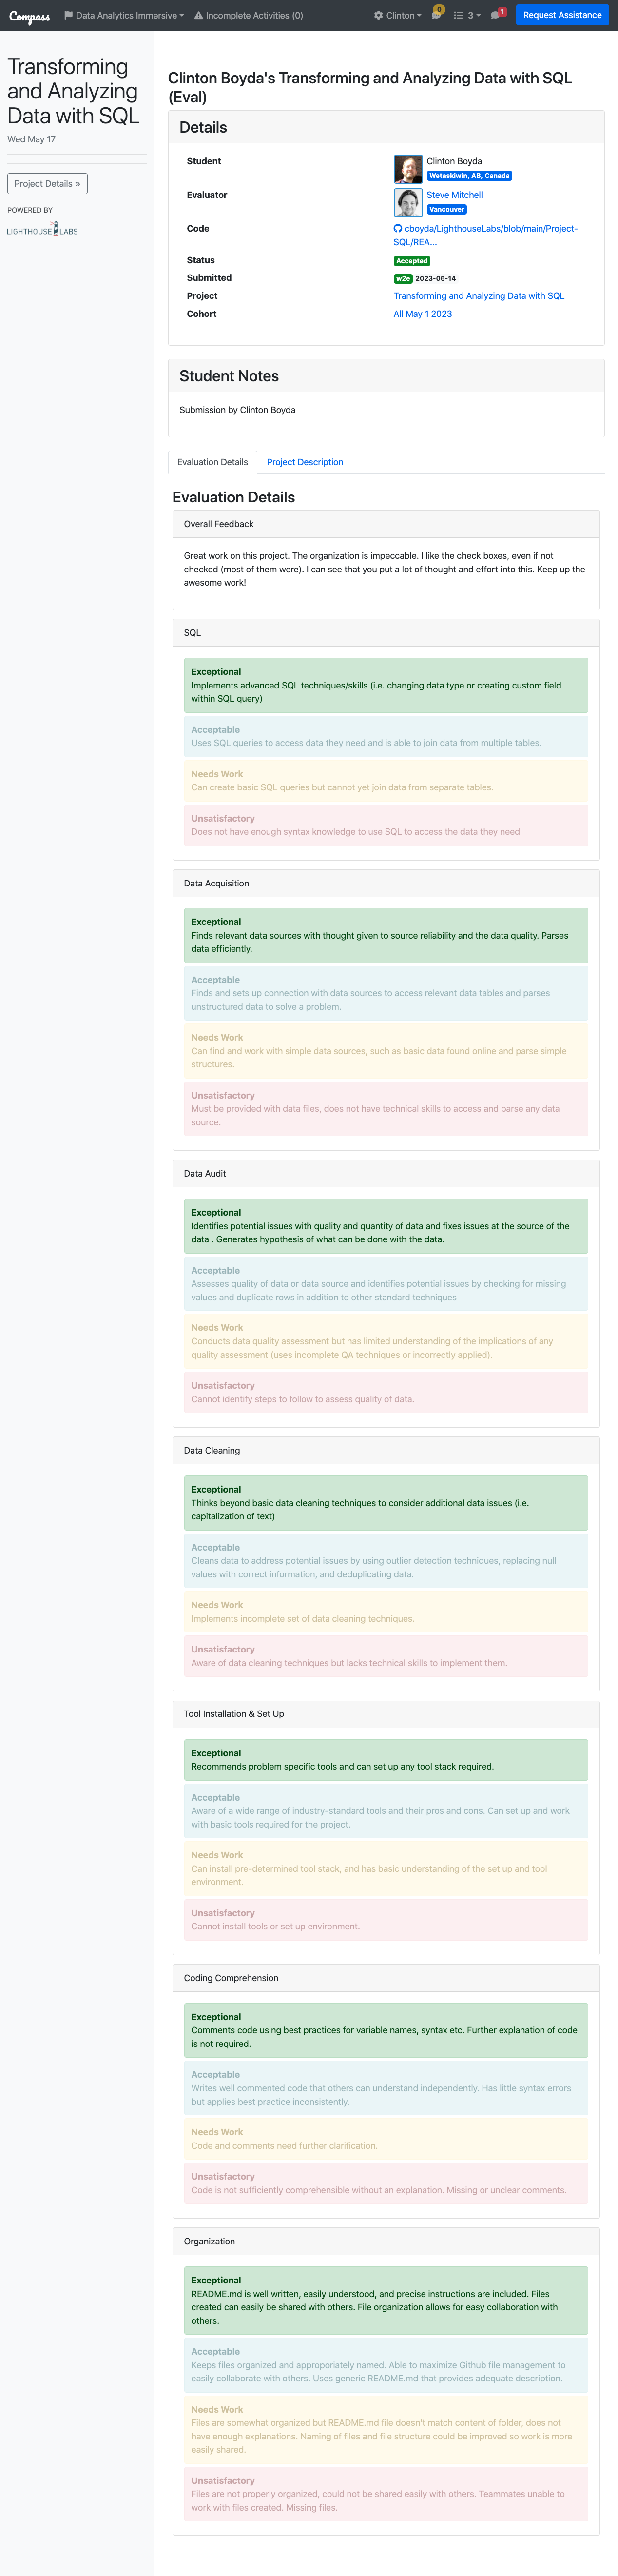 Compass
Data Analytics Immersive
Incomplete Activities (0)
Clinton
0
3
1
Request Assistance
Transforming
and Analyzing
Data with SQL
Wed May 17
Project Details »
POWERED BY
LIGHTHOUSE LABS
Clinton Boyda's Transforming and Analyzing Data with SQL
(Eval)
Details
Student
Clinton Boyda
Wetaskiwin, AB, Canada
Evaluator
Steve Mitchell
Vancouver
Code
cboyda/LighthouseLabs/blob/main/Project-
SQL/REA...
Status
Accepted
Submitted
w2e 2023-05-14
Project
Transforming and Analyzing Data with SQL
Cohort
All May 1 2023
Student Notes
Submission by Clinton Boyda
Evaluation Details
Project Description
Evaluation Details
Overall Feedback
Great work on this project. The organization is impeccable. I like the check boxes, even if not
checked (most of them were). I can see that you put a lot of thought and effort into this. Keep up the
awesome work!
SQL
Exceptional
Implements advanced SQL techniques/skills (i.e. changing data type or creating custom field
within SQL query)
Acceptable
Uses SQL queries to access data they need and is able to join data from multiple tables.
Needs Work
Can create basic SQL queries but cannot yet join data from separate tables.
Unsatisfactory
Does not have enough syntax knowledge to use SQL to access the data they need
Data Acquisition
Exceptional
Finds relevant data sources with thought given to source reliability and the data quality. Parses
data efficiently.
Acceptable
Finds and sets up connection with data sources to access relevant data tables and parses
unstructured data to solve a problem.
Needs Work
Can find and work with simple data sources, such as basic data found online and parse simple
structures.
Unsatisfactory
Must be provided with data files, does not have technical skills to access and parse any data
source.
Data Audit
Exceptional
Identifies potential issues with quality and quantity of data and fixes issues at the source of the
data . Generates hypothesis of what can be done with the data.
Acceptable
Assesses quality of data or data source and identifies potential issues by checking for missing
values and duplicate rows in addition to other standard techniques
Needs Work
Conducts data quality assessment but has limited understanding of the implications of any
quality assessment (uses incomplete QA techniques or incorrectly applied).
Unsatisfactory
Cannot identify steps to follow to assess quality of data.
Data Cleaning
Exceptional
Thinks beyond basic data cleaning techniques to consider additional data issues (i.e.
capitalization of text)
Acceptable
Cleans data to address potential issues by using outlier detection techniques, replacing null
values with correct information, and deduplicating data.
Needs Work
Implements incomplete set of data cleaning techniques.
Unsatisfactory
Aware of data cleaning techniques but lacks technical skills to implement them.
Tool Installation & Set Up
Exceptional
Recommends problem specific tools and can set up any tool stack required.
Acceptable
Aware of a wide range of industry-standard tools and their pros and cons. Can set up and work
with basic tools required for the project.
Needs Work
Can install pre-determined tool stack, and has basic understanding of the set up and tool
environment.
Unsatisfactory
Cannot install tools or set up environment.
Coding Comprehension
Exceptional
Comments code using best practices for variable names, syntax etc. Further explanation of code
is not required.
Acceptable
Writes well commented code that others can understand independently. Has little syntax errors
but applies best practice inconsistently.
Needs Work
Code and comments need further clarification.
Unsatisfactory
Code is not sufficiently comprehensible without an explanation. Missing or unclear comments.
Organization
Exceptional
README.md is well written, easily understood, and precise instructions are included. Files
created can easily be shared with others. File organization allows for easy collaboration with
others.
Acceptable
Keeps files organized and approporiately named. Able to maximize Github file management to
easily collaborate with others. Uses generic README.md that provides adequate description.
Needs Work
Files are somewhat organized but README.md file doesn't match content of folder, does not
have enough explanations. Naming of files and file structure could be improved so work is more
easily shared.
Unsatisfactory
Files are not properly organized, could not be shared easily with others. Teammates unable to
work with files created. Missing files.